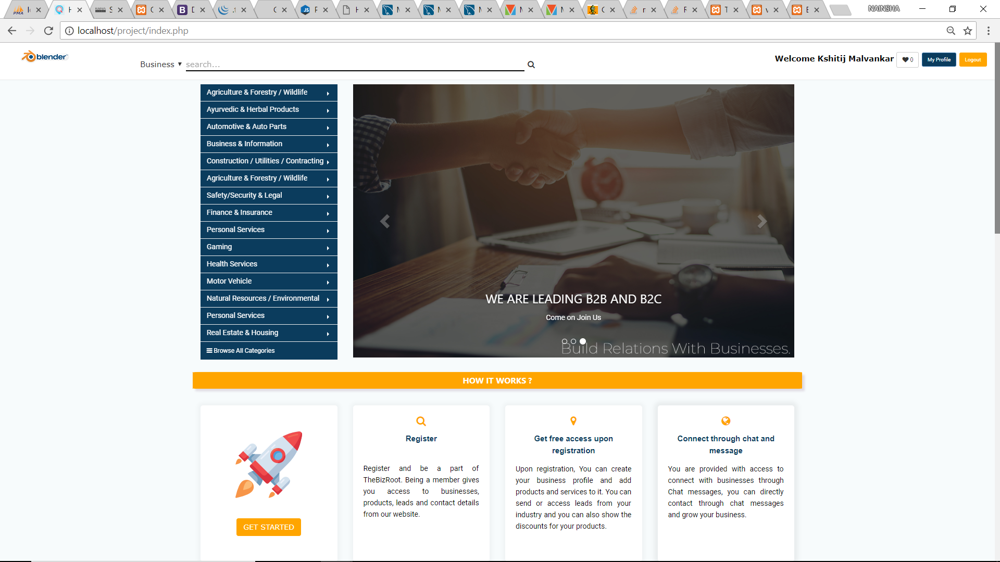 NAINSHA
localhost/project/index.php
blender
Business ▼ search...
Welcome Kshitij Malvankar
0
My Profile
Logout
Agriculture & Forestry / Wildlife
Ayurvedic & Herbal Products
Automotive & Auto Parts
Business & Information
Construction / Utilities / Contracting
Agriculture & Forestry / Wildlife
Safety/Security & Legal
Finance & Insurance
Personal Services
Gaming
Health Services
Motor Vehicle
Natural Resources / Environmental
Personal Services
Real Estate & Housing
Browse All Categories
WE ARE LEADING B2B AND B2C
Come on Join Us
Build Relations With Businesses.
HOW IT WORKS ?
GET STARTED
Register
Register and be a part of
TheBizRoot. Being a member gives
you access to businesses,
products, leads and contact details
from our website.
Get free access upon
registration
Upon registration, You can create
your business profile and add
products and services to it. You can
send or access leads from your
industry and you can also show the
discounts for your products.
Connect through chat and
message
You are provided with access to
connect with businesses through
Chat messages, you can directly
contact through chat messages
and grow your business.